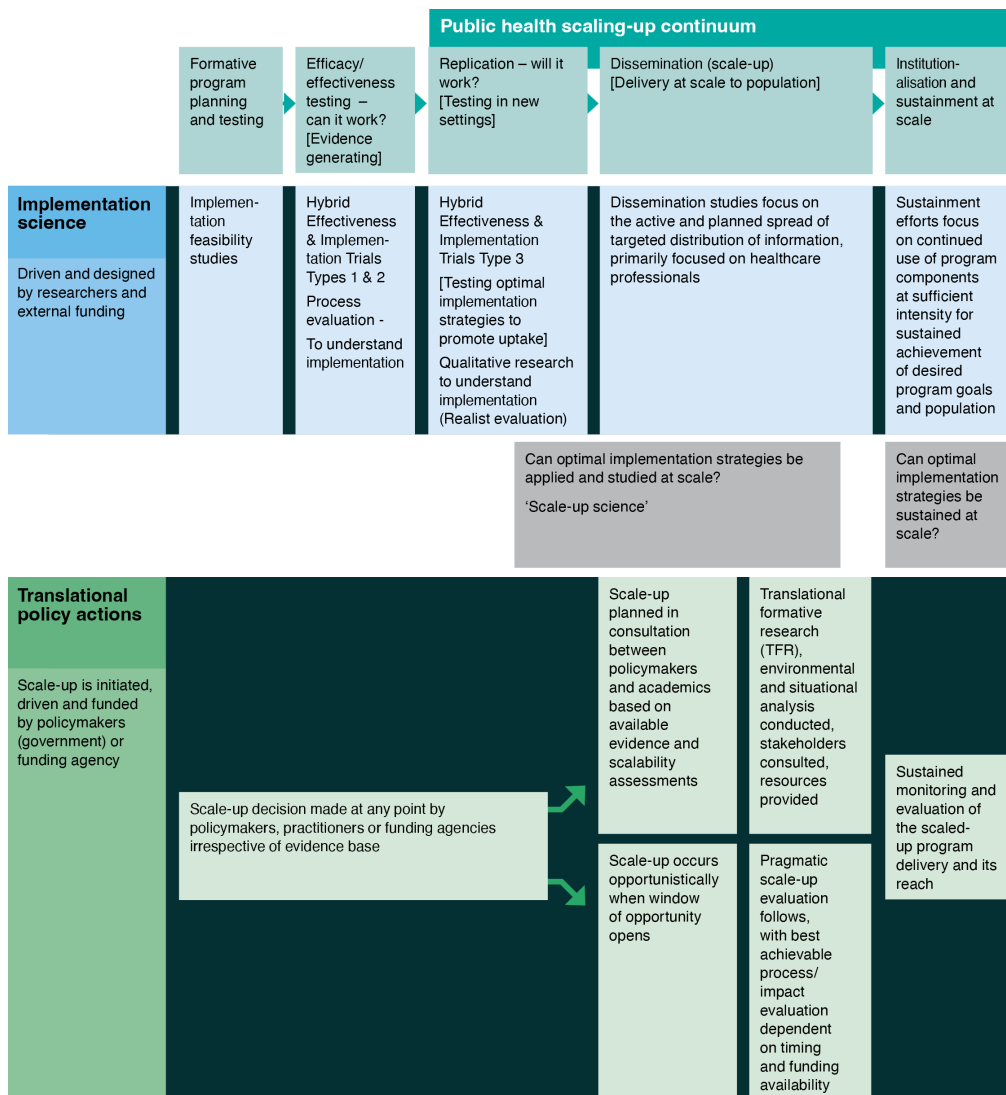 Public health scaling-up continuum
Formative
program
planning
and testing
Efficacy/
effectiveness
testing –
can it work?
[Evidence
generating]
Replication – will it
work?
[Testing in new
settings]
Dissemination (scale-up)
[Delivery at scale to population]
Institution-
alisation and
sustainment at
scale
Implementation
science
Driven and designed
by researchers and
external funding
Implemen-
tation
feasibility
studies
Hybrid
Effectiveness
& Implemen-
tation Trials
Types 1 & 2
Process
evaluation -
To understand
implementation
Hybrid
Effectiveness &
Implementation
Trials Type 3
[Testing optimal
implementation
strategies to
promote uptake]
Qualitative research
to understand
implementation
(Realist evaluation)
Dissemination studies focus on
the active and planned spread of
targeted distribution of information,
primarily focused on healthcare
professionals
Sustainment
efforts focus
on continued
use of program
components
at sufficient
intensity for
sustained
achievement
of desired
program goals
and population
Can optimal implementation strategies be
applied and studied at scale?
‘Scale-up science’
Can optimal
implementation
strategies be
sustained at
scale?
Translational
policy actions
Scale-up is initiated,
driven and funded
by policymakers
(government) or
funding agency
Scale-up decision made at any point by
policymakers, practitioners or funding agencies
irrespective of evidence base
Scale-up
planned in
consultation
between
policymakers
and academics
based on
available
evidence and
scalability
assessments
Translational
formative
research
(TFR),
environmental
and situational
analysis
conducted,
stakeholders
consulted,
resources
provided
Scale-up occurs
opportunistically
when window
of opportunity
opens
Pragmatic
scale-up
evaluation
follows,
with best
achievable
process/
impact
evaluation
dependent
on timing
and funding
availability
Sustained
monitoring and
evaluation of
the scaled-
up program
delivery and its
reach